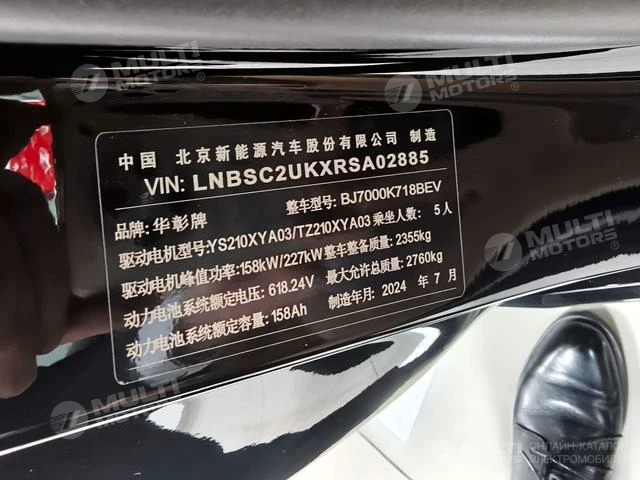 MULTI
MOTORS
MULTI
MOTORS
中国 北京新能源汽车股份有限公司 制造
VIN: LNBSC2UKXRSA02885
品牌: 华彰牌 整车型号: BJ7000K718BEV
驱动电机型号:YS210XYA03/TZ210XYA03 乘坐人数: 5人
驱动电机峰值功率:158kW/227kW 整车整备质量: 2355kg
动力电池系统额定电压: 618.24V 最大允许总质量: 2760kg
动力电池系统额定容量: 158Ah 制造年月: 2024 年 7 月
MULTI
MOTORS
MULTI
MOTORS
ОНЛАЙН-КАТАЛОГ
ЭЛЕКТРОМОБИЛЕЙ